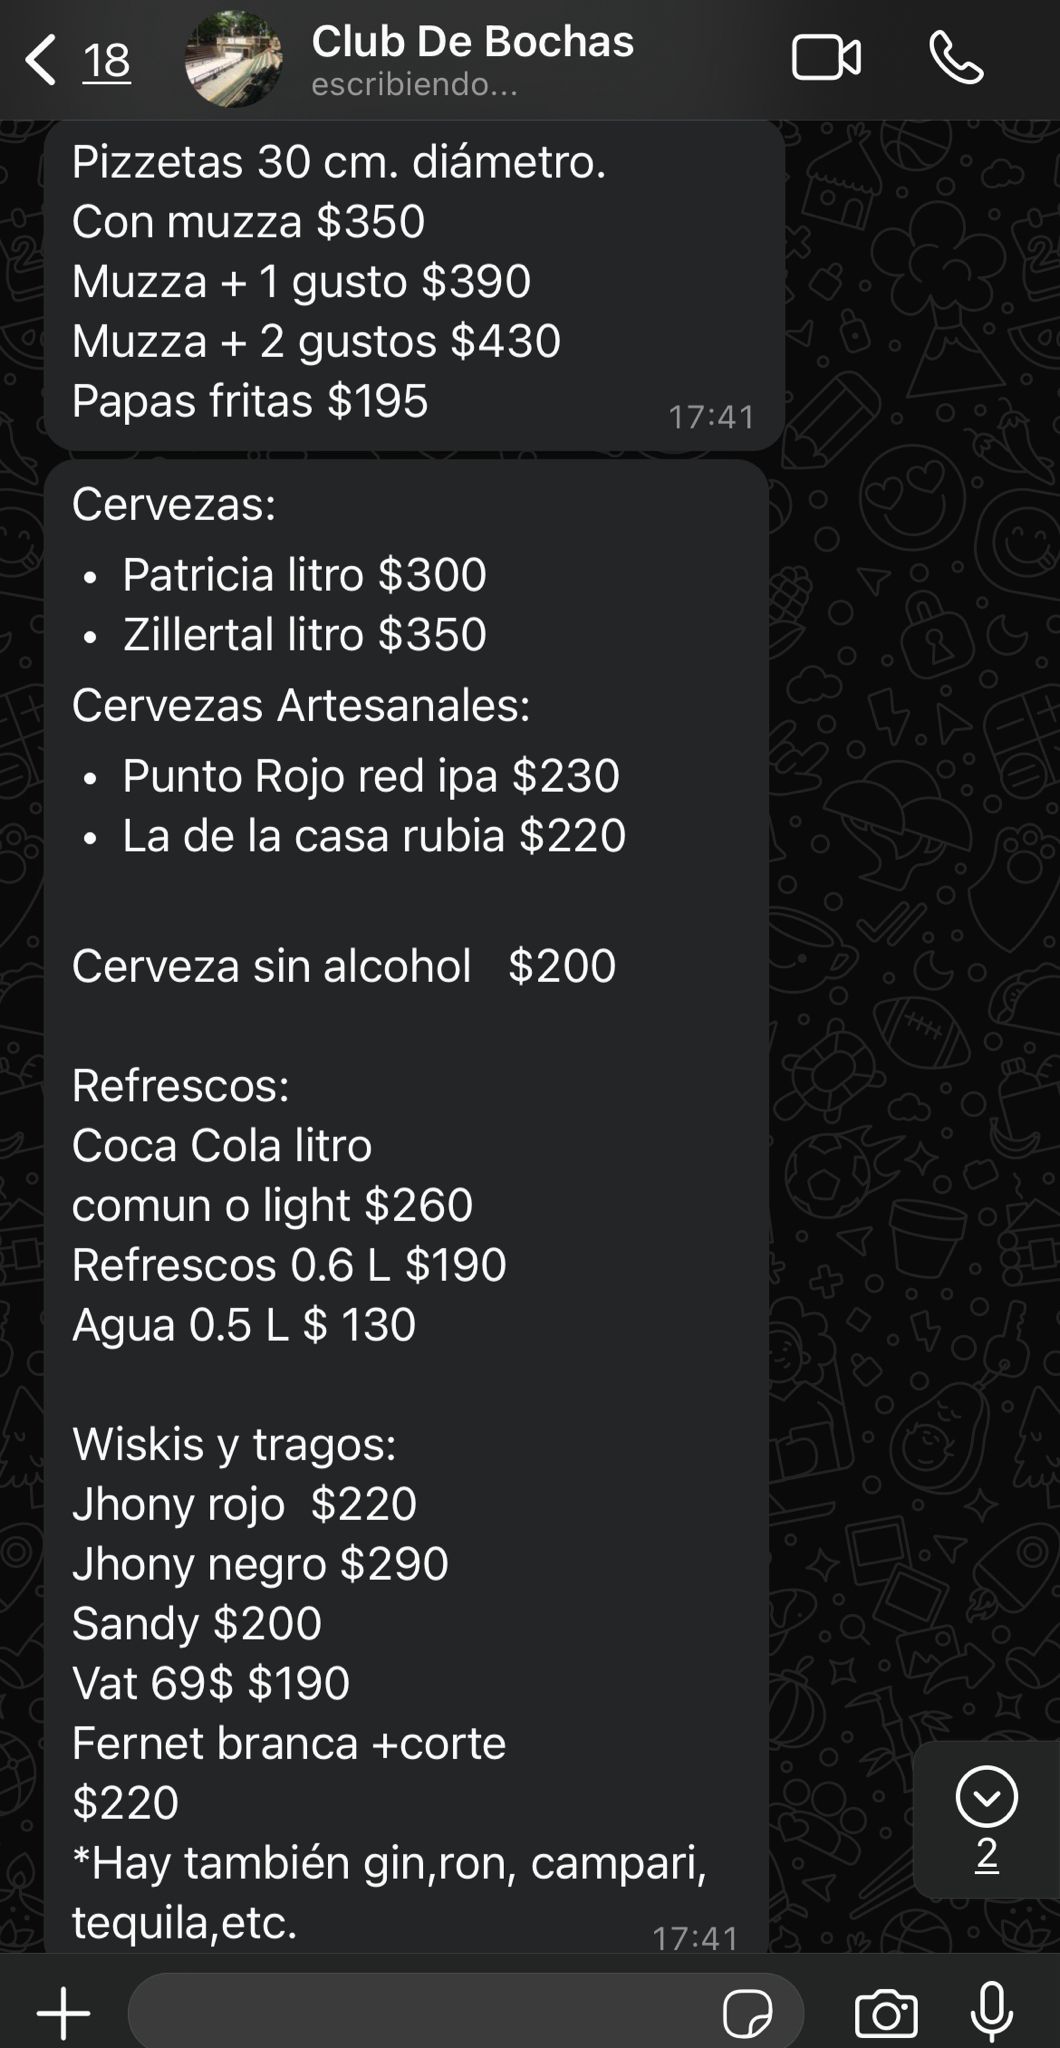 18
Club De Bochas
escribiendo...
Pizzetas 30 cm. diámetro.
Con muzza $350
Muzza + 1 gusto $390
Muzza + 2 gustos $430
Papas fritas $195
17:41
Cervezas:
• Patricia litro $300
• Zillertal litro $350
Cervezas Artesanales:
• Punto Rojo red ipa $230
• La de la casa rubia $220
Cerveza sin alcohol $200
Refrescos:
Coca Cola litro
comun o light $260
Refrescos 0.6 L $190
Agua 0.5 L $ 130
Wiskis y tragos:
Jhony rojo $220
Jhony negro $290
Sandy $200
Vat 69$ $190
Fernet branca +corte
$220
*Hay también gin,ron, campari,
tequila,etc.
17:41
2